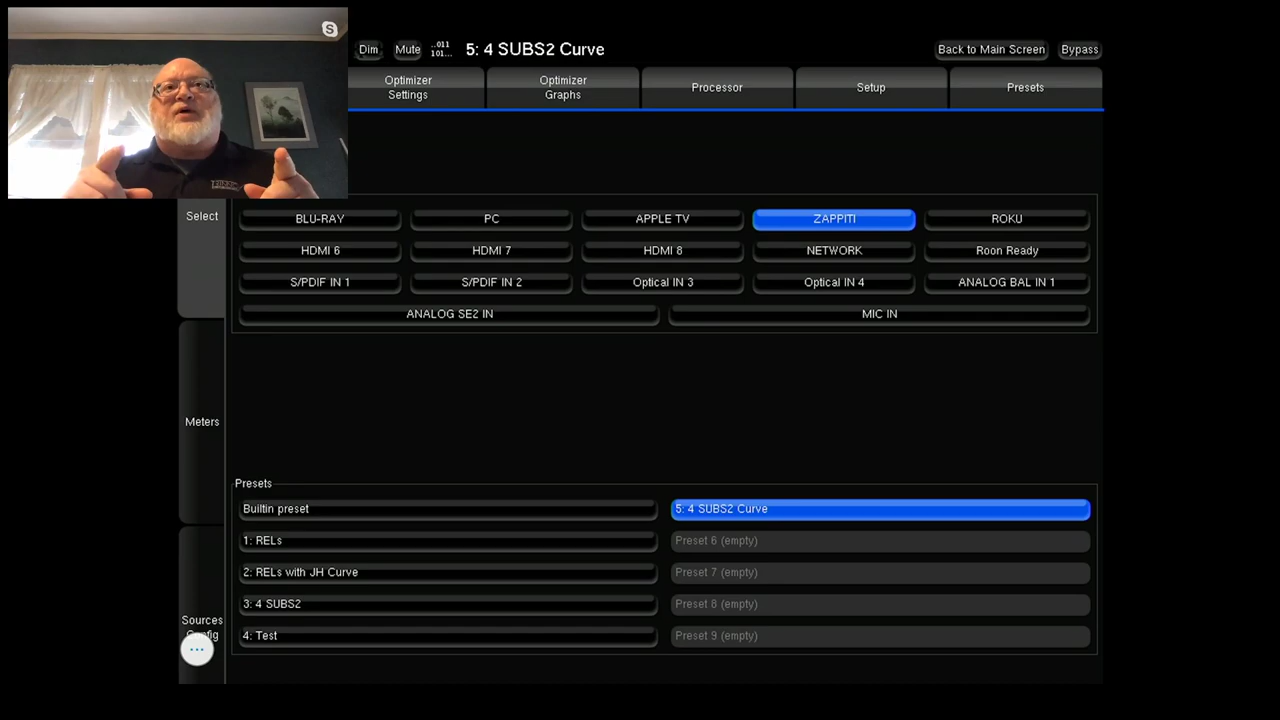 Dim
Mute
..011
101...
5: 4 SUBS2 Curve
Back to Main Screen
Bypass
Optimizer
Settings
Optimizer
Graphs
Processor
Setup
Presets
Select
BLU-RAY
PC
APPLE TV
ZAPPITI
ROKU
HDMI 6
HDMI 7
HDMI 8
NETWORK
Roon Ready
S/PDIF IN 1
S/PDIF IN 2
Optical IN 3
Optical IN 4
ANALOG BAL IN 1
ANALOG SE2 IN
MIC IN
Meters
Presets
Builtin preset
5: 4 SUBS2 Curve
1: RELs
Preset 6 (empty)
2: RELs with JH Curve
Preset 7 (empty)
3: 4 SUBS2
Preset 8 (empty)
4: Test
Preset 9 (empty)
Sources
Config